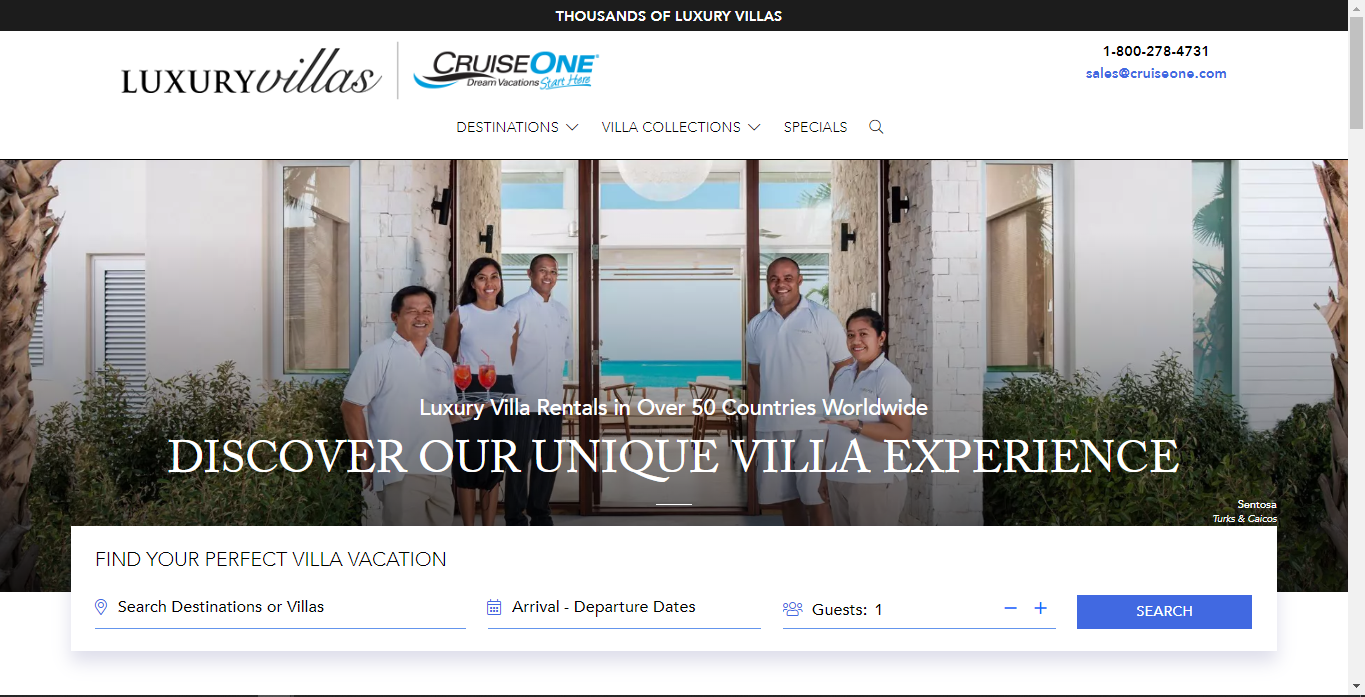 THOUSANDS OF LUXURY VILLAS
LUXURYvillas
CRUISEONE®
Dream Vacations Start Here
1-800-278-4731
sales@cruiseone.com
DESTINATIONS
VILLA COLLECTIONS
SPECIALS
Luxury Villa Rentals in Over 50 Countries Worldwide
DISCOVER OUR UNIQUE VILLA EXPERIENCE
Sentosa
Turks & Caicos
FIND YOUR PERFECT VILLA VACATION
Search Destinations or Villas
Arrival - Departure Dates
Guests: 1
SEARCH